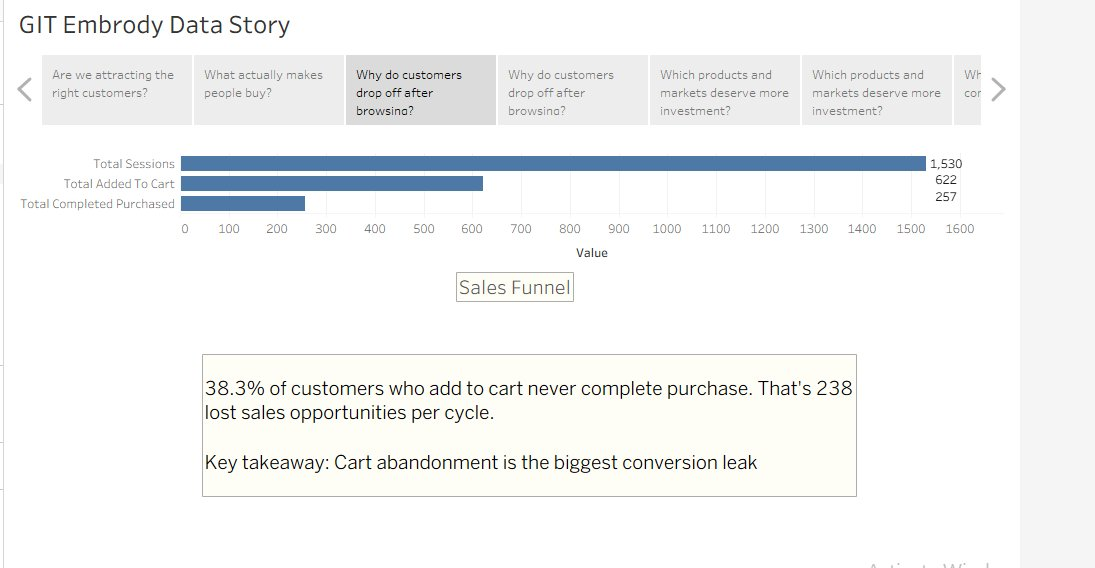 GIT Embrody Data Story
Are we attracting the
right customers?
What actually makes
people buy?
Why do customers
drop off after
browsing?
Why do customers
drop off after
browsing?
Which products and
markets deserve more
investment?
Which products and
markets deserve more
investment?
Total Sessions
1,530
Total Added To Cart
622
Total Completed Purchased
257
0 100 200 300 400 500 600 700 800 900 1000 1100 1200 1300 1400 1500 1600
Value
Sales Funnel
38.3% of customers who add to cart never complete purchase. That's 238
lost sales opportunities per cycle.
Key takeaway: Cart abandonment is the biggest conversion leak